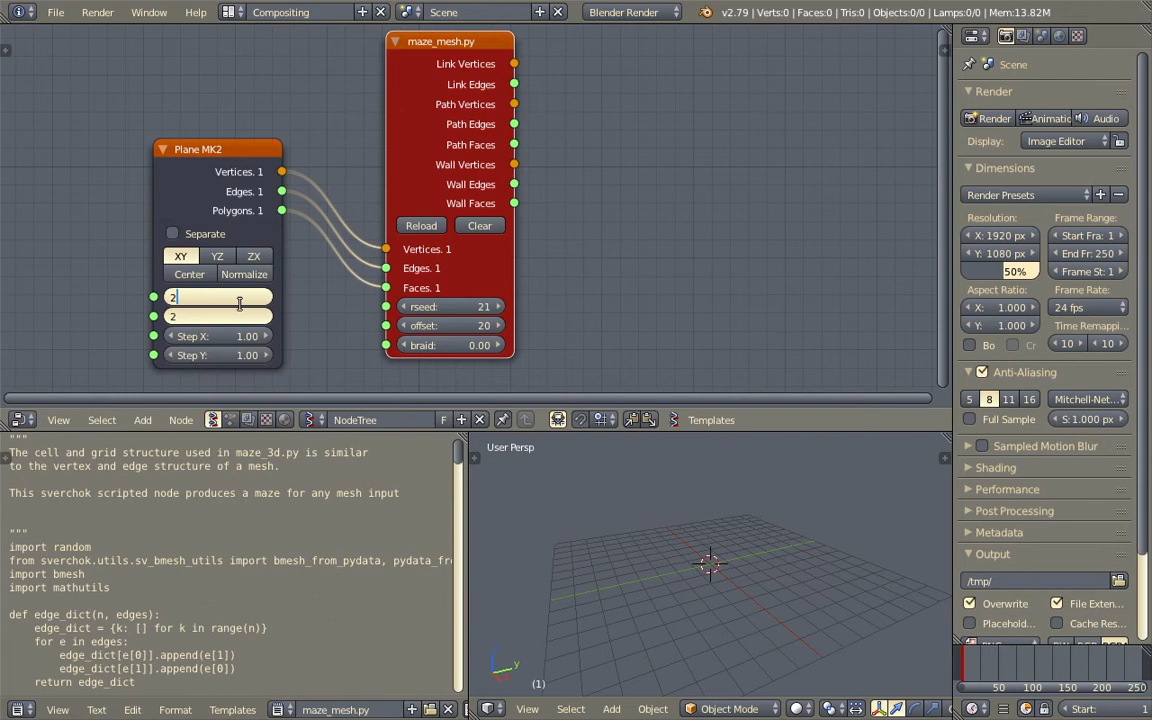 File Render Window Help Compositing Scene Blender Render v2.79 | Verts:0 | Faces:0 | Tris:0 | Objects:0/0 | Lamps:0/0 | Mem:13.82M
maze_mesh.py
Link Vertices
Link Edges
Path Vertices
Path Edges
Path Faces
Wall Vertices
Wall Edges
Wall Faces
Reload Clear
Vertices. 1
Edges. 1
Faces. 1
rseed: 21
offset: 20
braid: 0.00
Plane MK2
Vertices. 1
Edges. 1
Polygons. 1
Separate
XY YZ ZX
Center Normalize
2
2
Step X: 1.00
Step Y: 1.00
View Select Add Node NodeTree F Templates
"""
The cell and grid structure used in maze_3d.py is similar
to the vertex and edge structure of a mesh.
This sverchok scripted node produces a maze for any mesh input
"""
import random
from sverchok.utils.sv_bmesh_utils import bmesh_from_pydata, pydata_fro
import bmesh
import mathutils
def edge_dict(n, edges):
edge_dict = {k: [] for k in range(n)}
for e in edges:
edge_dict[e[0]].append(e[1])
edge_dict[e[1]].append(e[0])
return edge_dict
View Text Edit Format Templates maze_mesh.py
User Persp
z
y
(1)
View Select Add Object Object Mode
Scene
Render
Render Animatic Audio
Display: Image Editor
Dimensions
Render Presets
Resolution: Frame Range:
X: 1920 px Start Fra: 1
Y: 1080 px End Fr: 250
50% Frame St: 1
Aspect Ratio: Frame Rate:
X: 1.000 24 fps
Y: 1.000 Time Remappi...
Bo Cr 10 10
Anti-Aliasing
5 8 11 16 Mitchell-Net...
Full Sample S: 1.000 px
Sampled Motion Blur
Shading
Performance
Post Processing
Metadata
Output
/tmp/
Overwrite File Exten...
Placehold.. Cache Res...
50 100 150 200 250
Start: 1